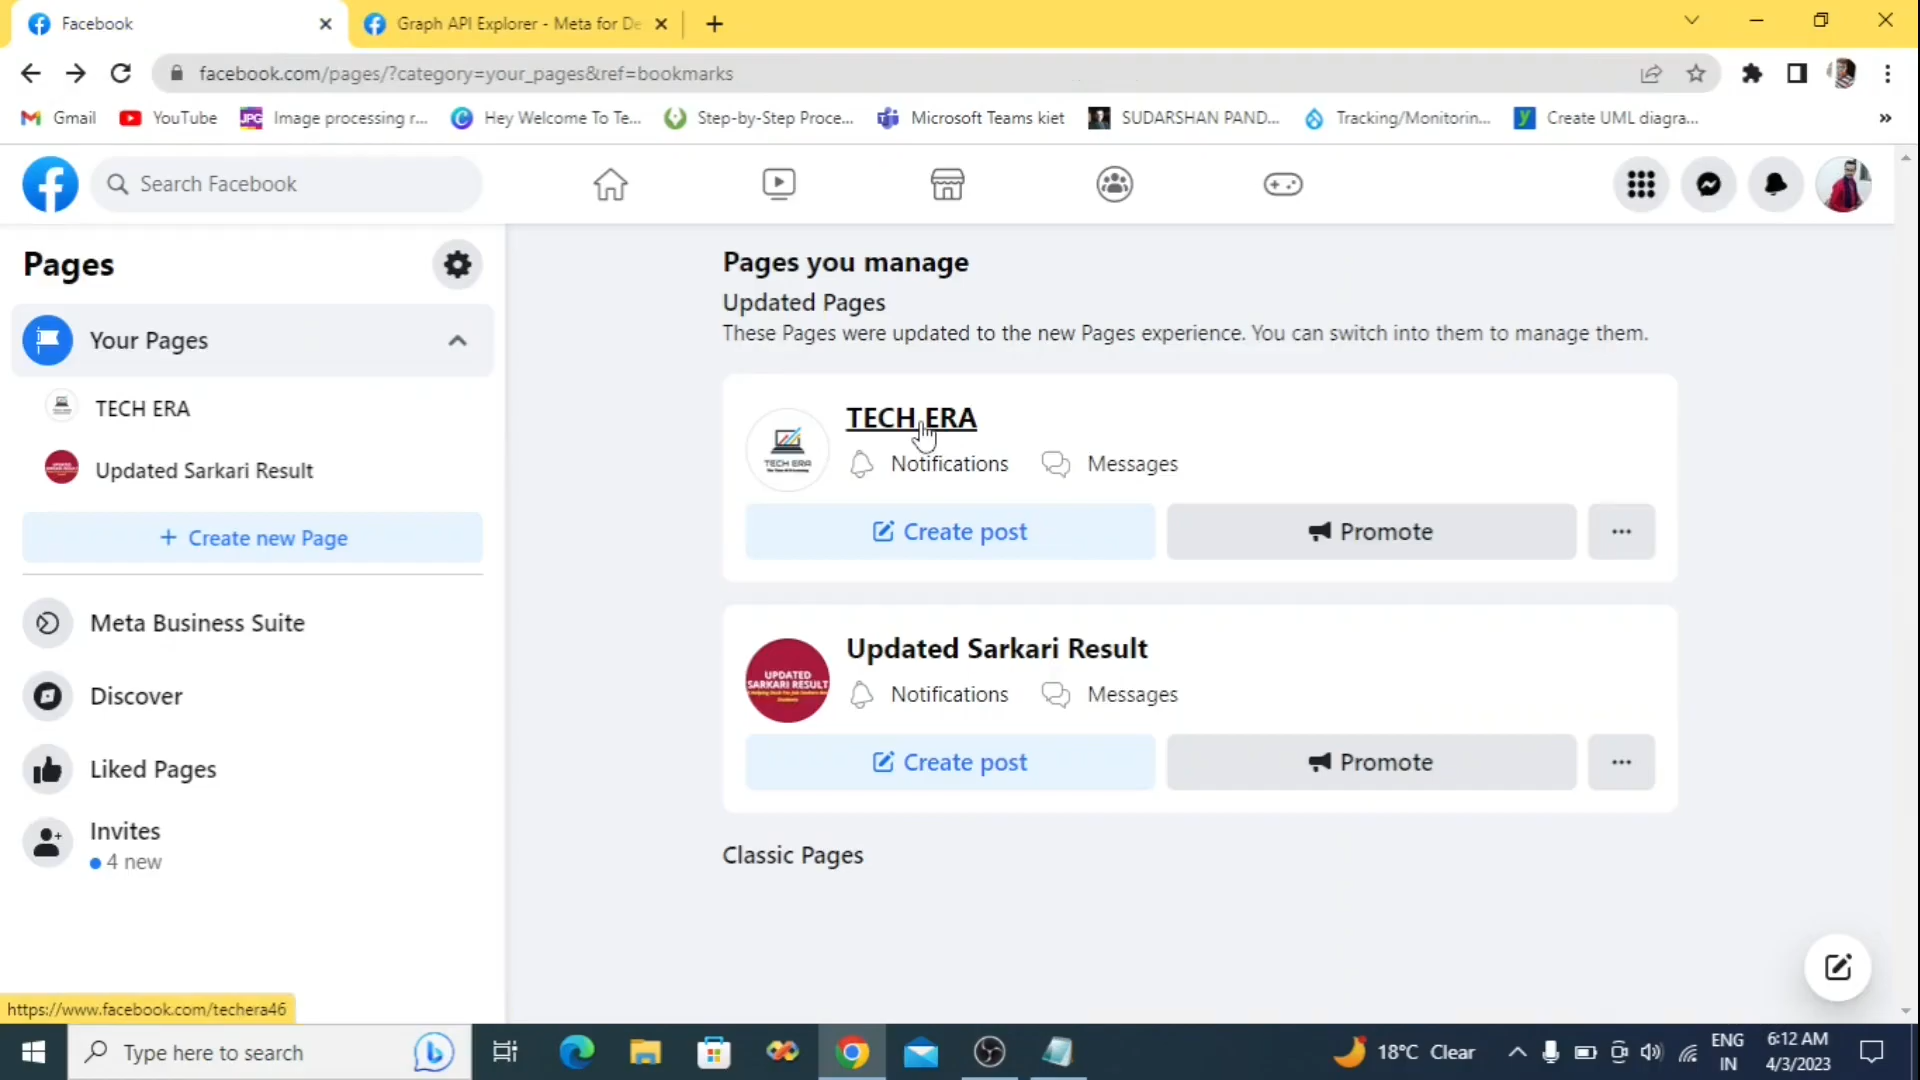 Facebook
Graph API Explorer - Meta for De
facebook.com/pages/?category=your_pages&ref=bookmarks
Gmail
YouTube
JPG
Image processing r...
Hey Welcome To Te...
Step-by-Step Proce...
Microsoft Teams kiet
SUDARSHAN PAND...
Tracking/Monitorin...
Create UML diagra...
»
Search Facebook
Pages
Your Pages
TECH ERA
Updated Sarkari Result
+ Create new Page
Meta Business Suite
Discover
Liked Pages
Invites
4 new
Pages you manage
Updated Pages
These Pages were updated to the new Pages experience. You can switch into them to manage them.
TECH ERA
TECH ERA
Notifications
Messages
Create post
Promote
...
UPDATED
SARKARI RESULT
Updated Sarkari Result
Notifications
Messages
Create post
Promote
...
Classic Pages
https://www.facebook.com/techera46
Type here to search
18°C Clear
ENG
IN
6:12 AM
4/3/2023